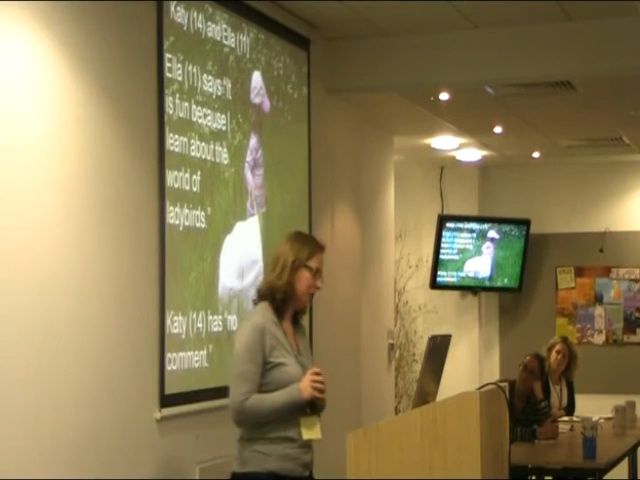 Katy (14) and Ella (11)
Ella (11) says "It
is fun because I
learn about the
world of
ladybirds."
Katy (14) has "no
comment."